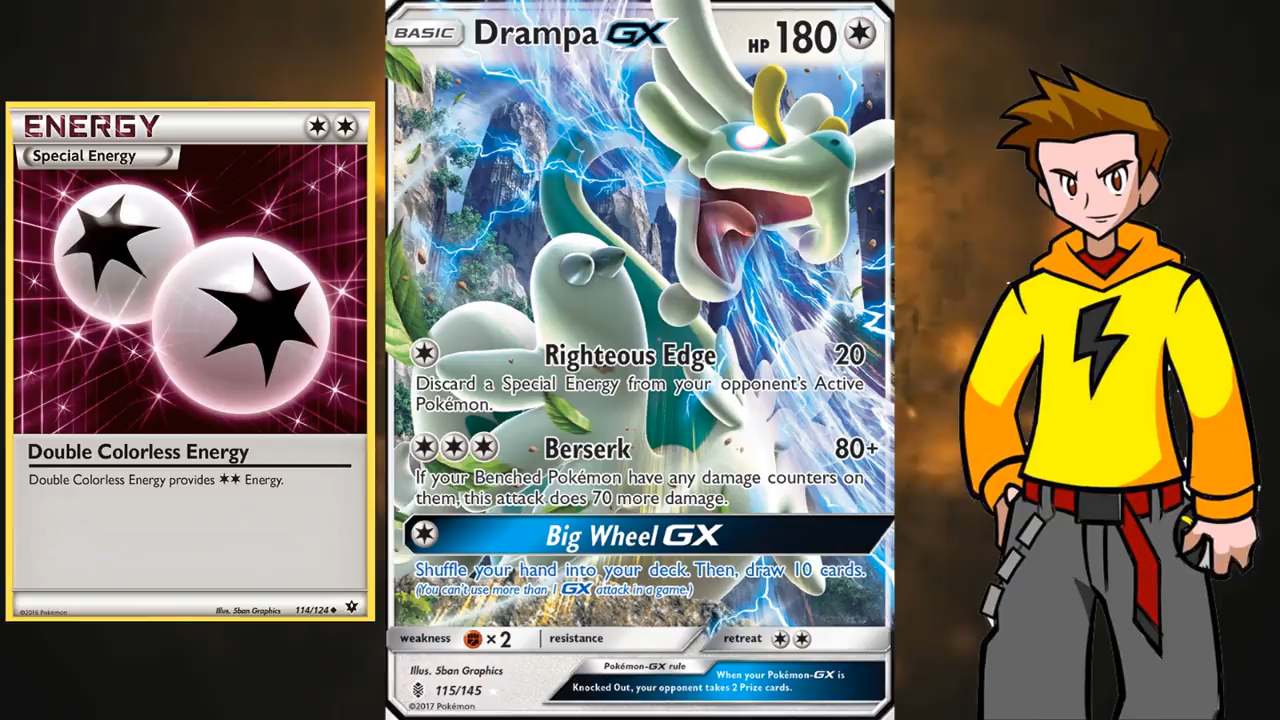 ENERGY
Special Energy
Double Colorless Energy
Double Colorless Energy provides ✶✶ Energy.
©2016 Pokémon
Illus. 5ban Graphics
114/124
BASIC
Drampa GX
HP 180
Righteous Edge 20
Discard a Special Energy from your opponent's Active
Pokémon.
Berserk 80+
If your Benched Pokémon have any damage counters on
them, this attack does 70 more damage.
Big Wheel GX
Shuffle your hand into your deck. Then, draw 10 cards.
(You can't use more than 1 GX attack in a game.)
weakness ×2
resistance
retreat
Illus. 5ban Graphics
115/145
©2017 Pokémon
Pokémon-GX rule
When your Pokémon-GX is
Knocked Out, your opponent takes 2 Prize cards.